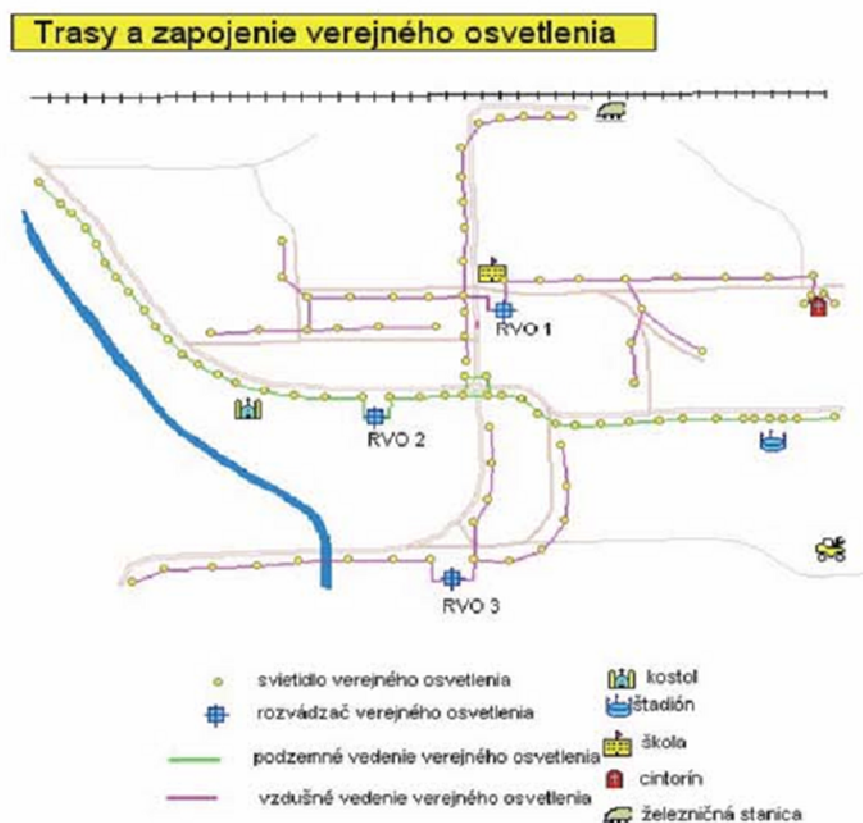 Trasy a zapojenie verejného osvetlenia
RVO 1
RVO 2
RVO 3
svietidlo verejného osvetlenia
rozvádzač verejného osvetlenia
podzemné vedenie verejného osvetlenia
vzdušné vedenie verejného osvetlenia
kostol
štadión
škola
cintorín
železničná stanica